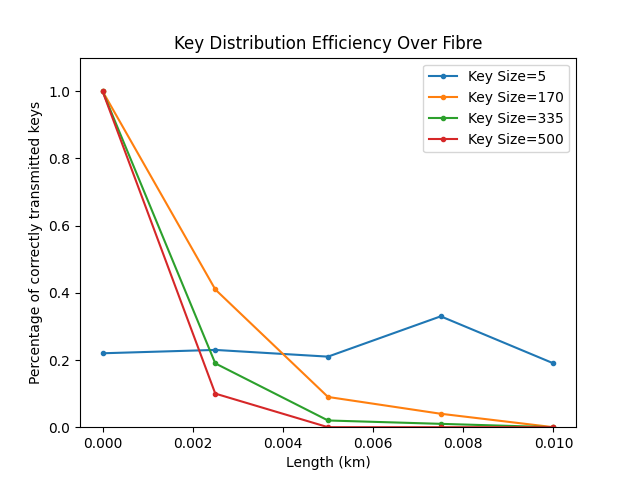 Key Distribution Efficiency Over Fibre
Percentage of correctly transmitted keys
1.0
0.8
0.6
0.4
0.2
0.0
Key Size=5
Key Size=170
Key Size=335
Key Size=500
0.000 0.002 0.004 0.006 0.008 0.010
Length (km)